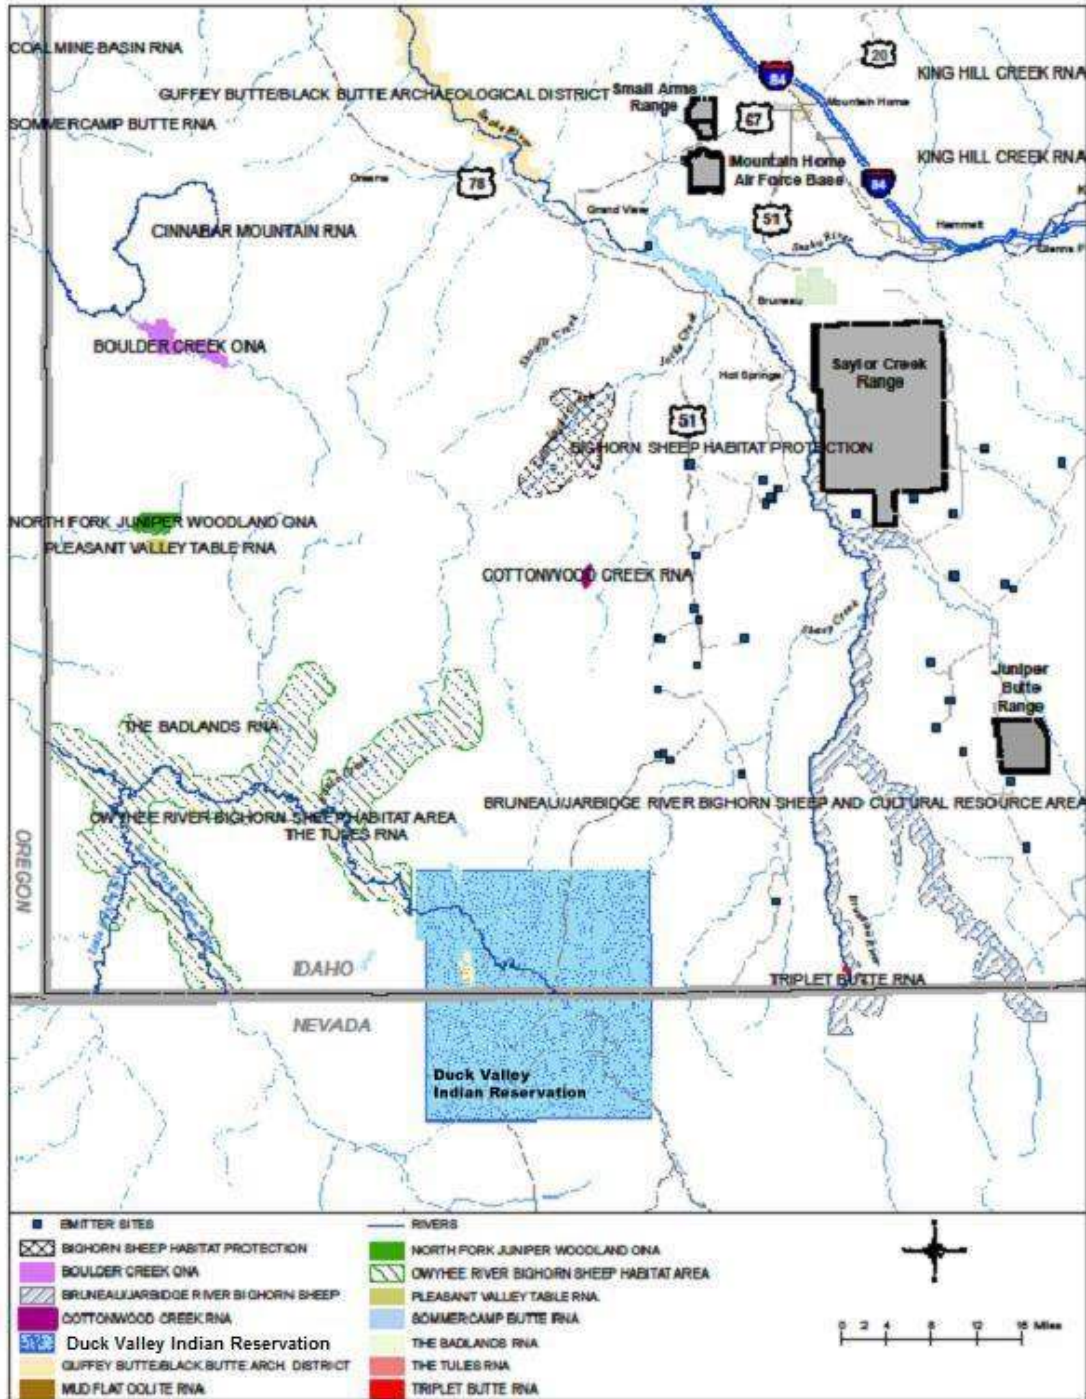 COALMINE BASIN RNA
20
84
KING HILL CREEK RNA
GUFFEY BUTTE/BLACK BUTTE ARCHAEOLOGICAL DISTRICT
Small Arms
Range
67
Mountain Home
SOMMERCAMP BUTTE RNA
Snake River
KING HILL CREEK RNA
Mountain Home
Air Force Base
78
84
Grand View
51
Hammett
CINNABAR MOUNTAIN RNA
Snake River
Bruneau
BOULDER CREEK ONA
Hot Springs
Saylor Creek
Range
51
BIGHORN SHEEP HABITAT PROTECTION
NORTH FORK JUNIPER WOODLAND ONA
PLEASANT VALLEY TABLE RNA
COTTONWOOD CREEK RNA
Juniper
Butte
Range
THE BADLANDS RNA
BRUNEAU/JARBIDGE RIVER BIGHORN SHEEP AND CULTURAL RESOURCE AREA
OWYHEE RIVER BIGHORN SHEEP HABITAT AREA
THE TULES RNA
OREGON
IDAHO
TRIPLET BUTTE RNA
NEVADA
Duck Valley
Indian Reservation
EMITTER SITES
BIGHORN SHEEP HABITAT PROTECTION
BOULDER CREEK ONA
BRUNEAU/JARBIDGE RIVER BIGHORN SHEEP
COTTONWOOD CREEK RNA
Duck Valley Indian Reservation
GUFFEY BUTTE/BLACK BUTTE ARCH. DISTRICT
MUD FLAT OOLITE RNA
RIVERS
NORTH FORK JUNIPER WOODLAND ONA
OWYHEE RIVER BIGHORN SHEEP HABITAT AREA
PLEASANT VALLEY TABLE RNA
SOMMERCAMP BUTTE RNA
THE BADLANDS RNA
THE TULES RNA
TRIPLET BUTTE RNA
0 2 4 8 12 16 Miles